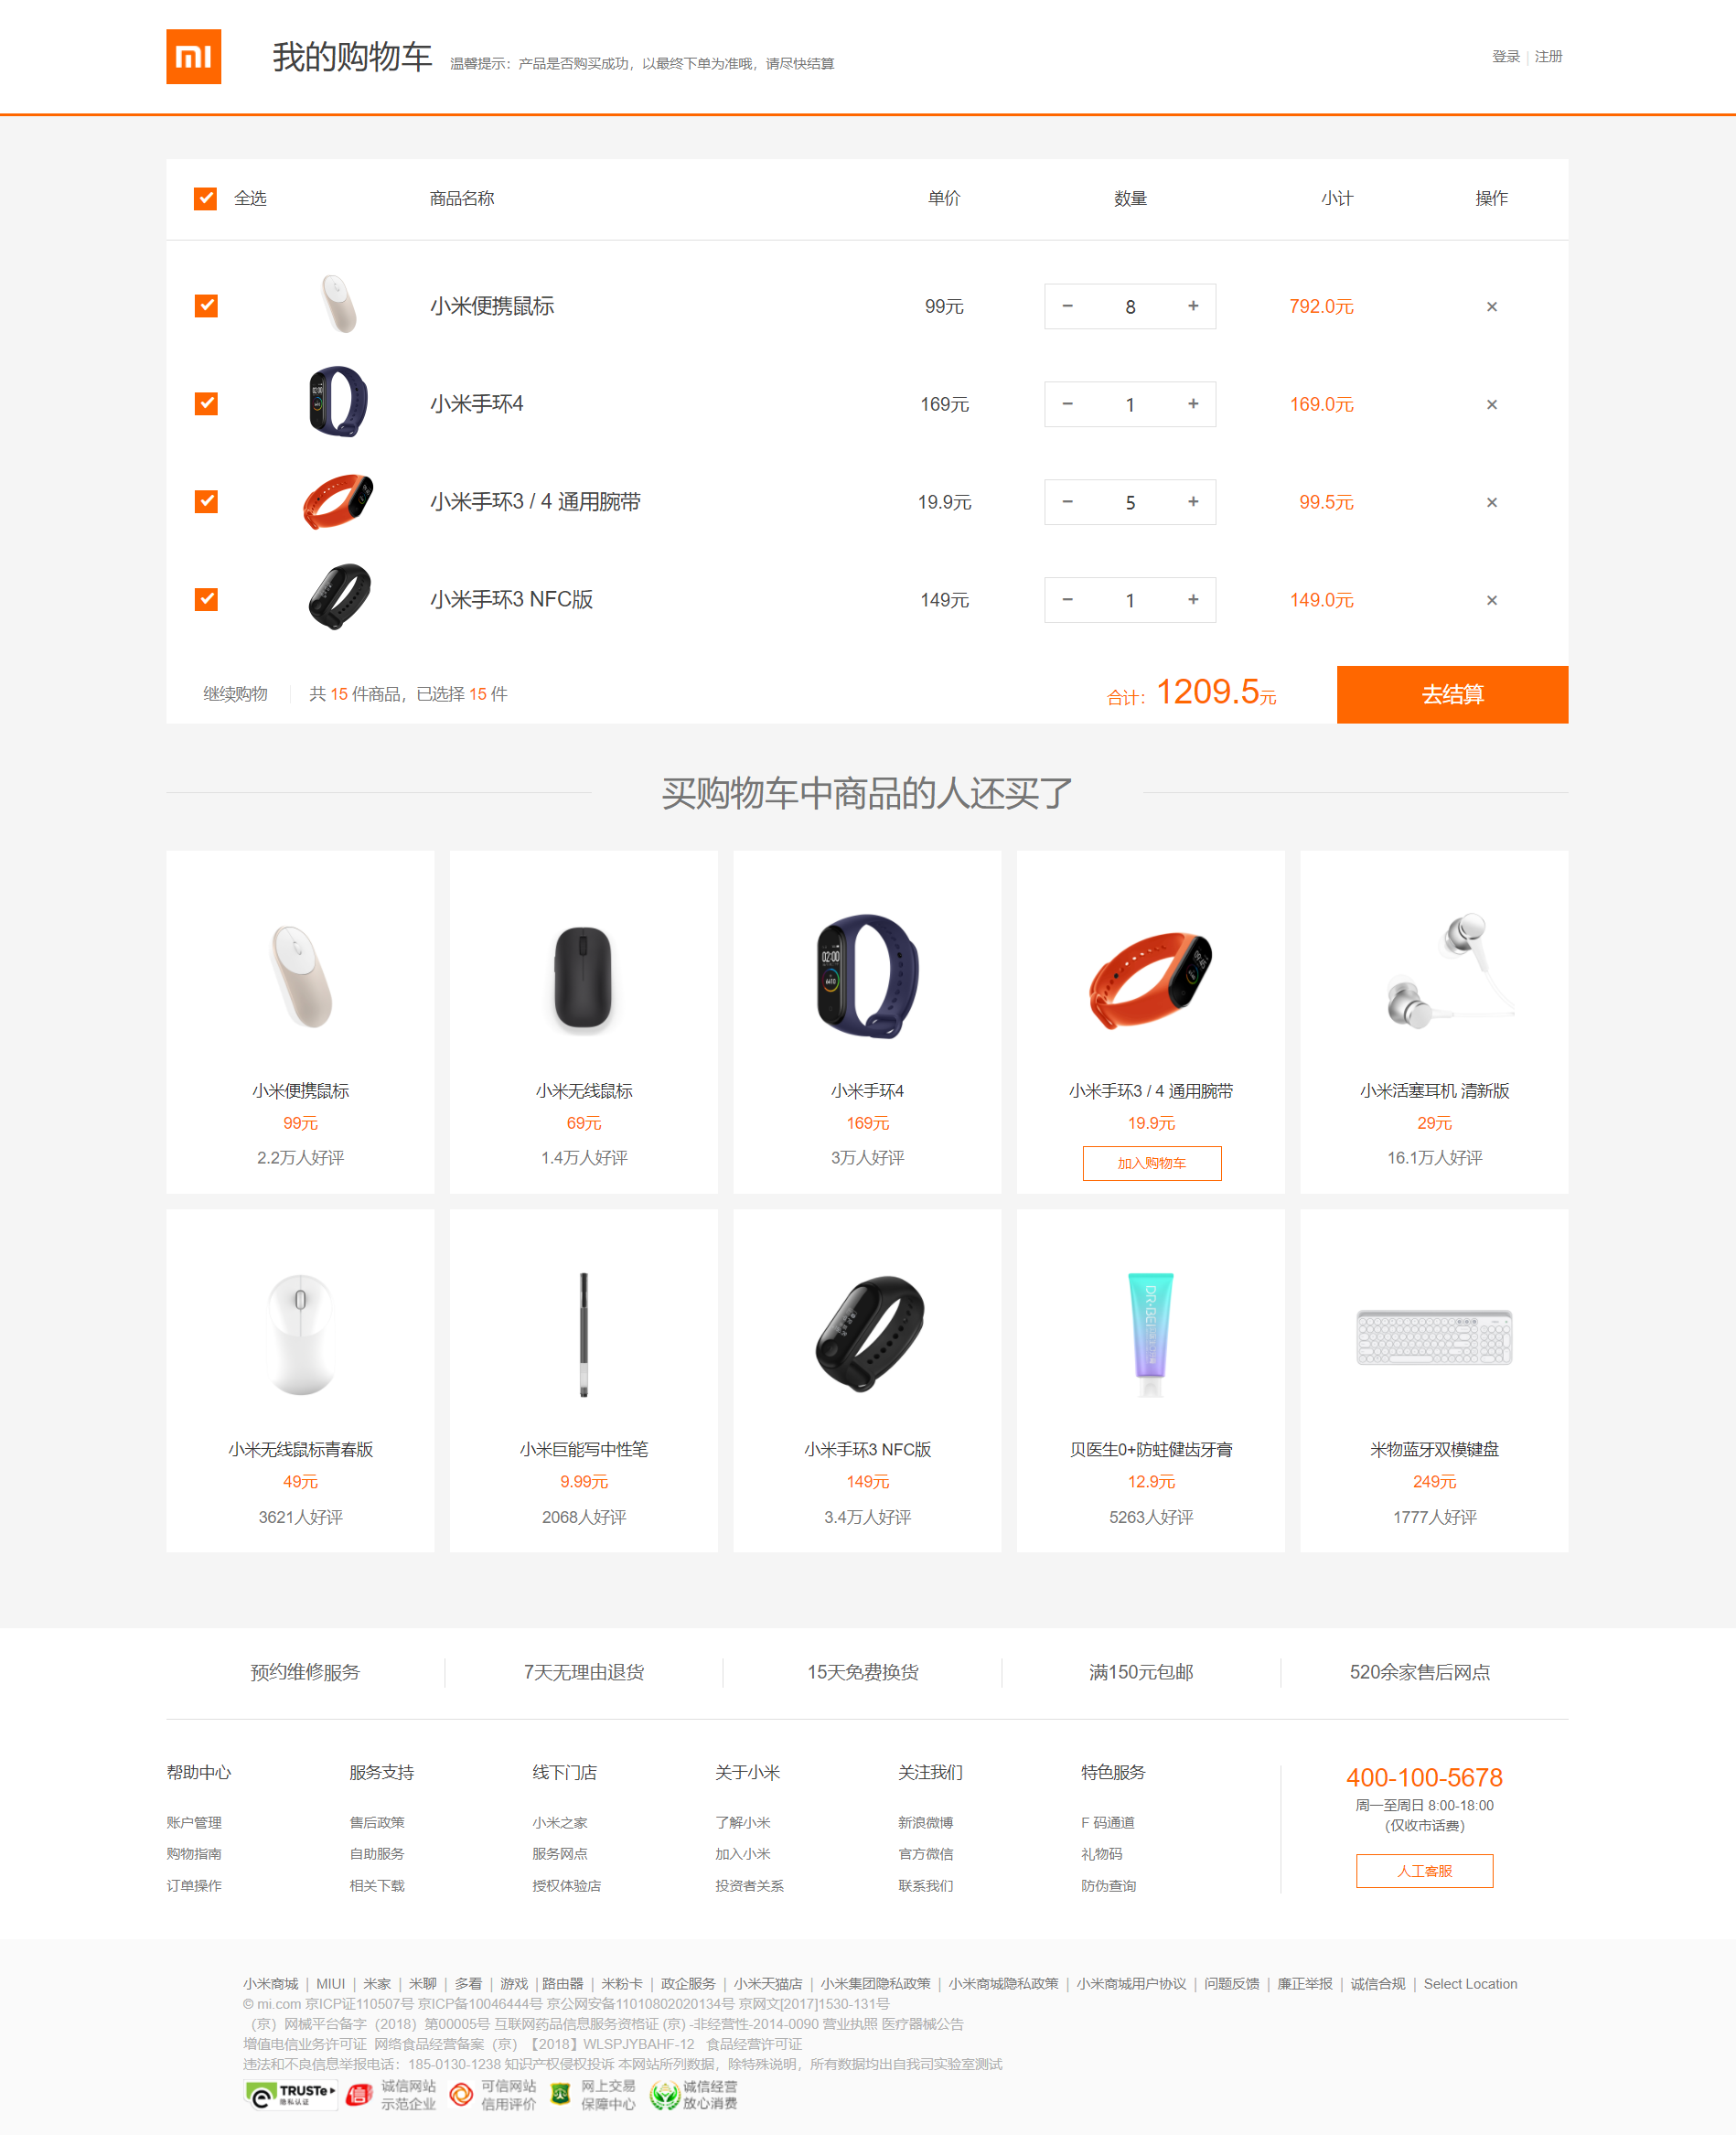 我的购物车 温馨提示：产品是否购买成功，以最终下单为准哦，请尽快结算 登录 | 注册
全选 商品名称 单价 数量 小计 操作
小米便携鼠标 99元 − 8 + 792.0元 ×
小米手环4 169元 − 1 + 169.0元 ×
小米手环3 / 4 通用腕带 19.9元 − 5 + 99.5元 ×
小米手环3 NFC版 149元 − 1 + 149.0元 ×
继续购物 共 15 件商品，已选择 15 件 合计：1209.5元 去结算
买购物车中商品的人还买了
小米便携鼠标 小米无线鼠标 小米手环4 小米手环3 / 4 通用腕带 小米活塞耳机 清新版
99元 69元 169元 19.9元 29元
2.2万人好评 1.4万人好评 3万人好评 加入购物车 16.1万人好评
小米无线鼠标青春版 小米巨能写中性笔 小米手环3 NFC版 贝医生0+防蛀健齿牙膏 米物蓝牙双模键盘
49元 9.99元 149元 12.9元 249元
3621人好评 2068人好评 3.4万人好评 5263人好评 1777人好评
预约维修服务 7天无理由退货 15天免费换货 满150元包邮 520余家售后网点
帮助中心 服务支持 线下门店 关于小米 关注我们 特色服务 400-100-5678
周一至周日 8:00-18:00
账户管理 售后政策 小米之家 了解小米 新浪微博 F 码通道 （仅收市话费）
购物指南 自助服务 服务网点 加入小米 官方微信 礼物码
人工客服
订单操作 相关下载 授权体验店 投资者关系 联系我们 防伪查询
小米商城 | MIUI | 米家 | 米聊 | 多看 | 游戏 | 路由器 | 米粉卡 | 政企服务 | 小米天猫店 | 小米集团隐私政策 | 小米商城隐私政策 | 小米商城用户协议 | 问题反馈 | 廉正举报 | 诚信合规 | Select Location
© mi.com 京ICP证110507号 京ICP备10046444号 京公网安备11010802020134号 京网文[2017]1530-131号
（京）网械平台备字（2018）第00005号 互联网药品信息服务资格证 (京) -非经营性-2014-0090 营业执照 医疗器械公告
增值电信业务许可证 网络食品经营备案（京）【2018】WLSPJYBAHF-12 食品经营许可证
违法和不良信息举报电话：185-0130-1238 知识产权侵权投诉 本网站所列数据，除特殊说明，所有数据均出自我司实验室测试
TRUSTe 诚信网站 可信网站 网上交易 诚信经营
隐私认证 示范企业 信用评价 保障中心 放心消费